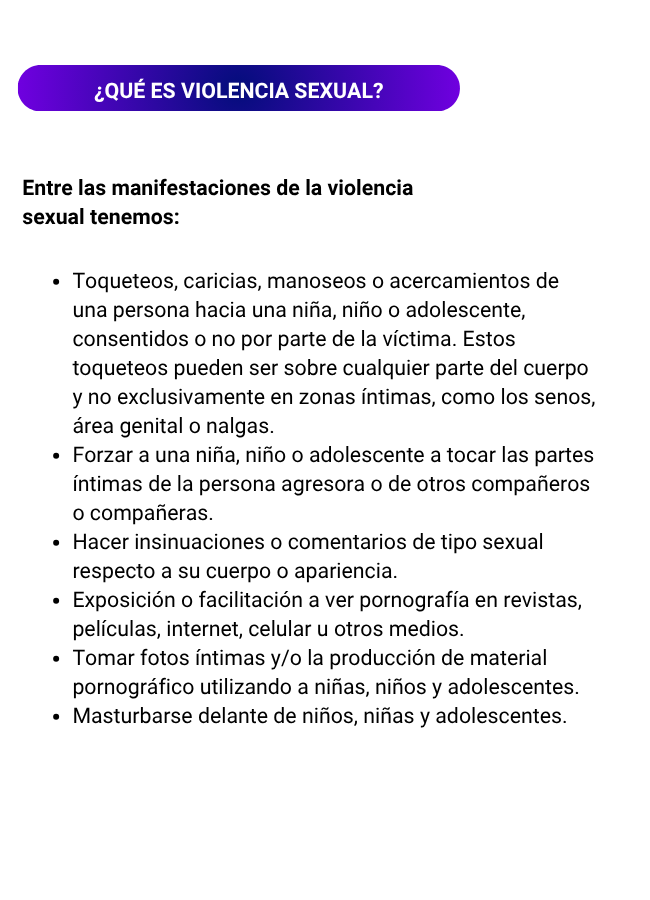 ¿QUÉ ES VIOLENCIA SEXUAL?
Entre las manifestaciones de la violencia
sexual tenemos:
• Toqueteos, caricias, manoseos o acercamientos de
una persona hacia una niña, niño o adolescente,
consentidos o no por parte de la víctima. Estos
toqueteos pueden ser sobre cualquier parte del cuerpo
y no exclusivamente en zonas íntimas, como los senos,
área genital o nalgas.
• Forzar a una niña, niño o adolescente a tocar las partes
íntimas de la persona agresora o de otros compañeros
o compañeras.
• Hacer insinuaciones o comentarios de tipo sexual
respecto a su cuerpo o apariencia.
• Exposición o facilitación a ver pornografía en revistas,
películas, internet, celular u otros medios.
• Tomar fotos íntimas y/o la producción de material
pornográfico utilizando a niñas, niños y adolescentes.
• Masturbarse delante de niños, niñas y adolescentes.